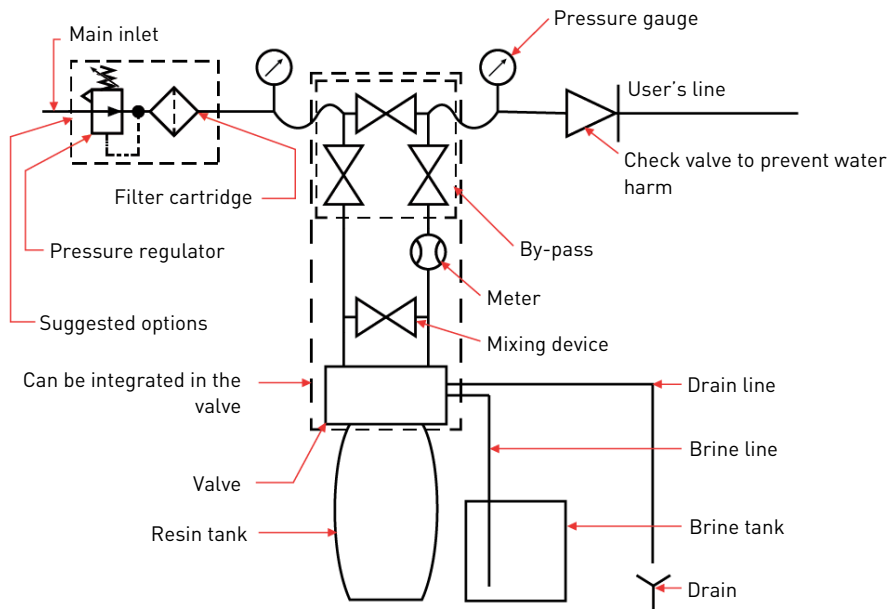 Pressure gauge
Main inlet
User's line
Check valve to prevent water
harm
Filter cartridge
By-pass
Pressure regulator
Meter
Suggested options
Mixing device
Can be integrated in the
valve
Drain line
Brine line
Valve
Resin tank
Brine tank
Drain